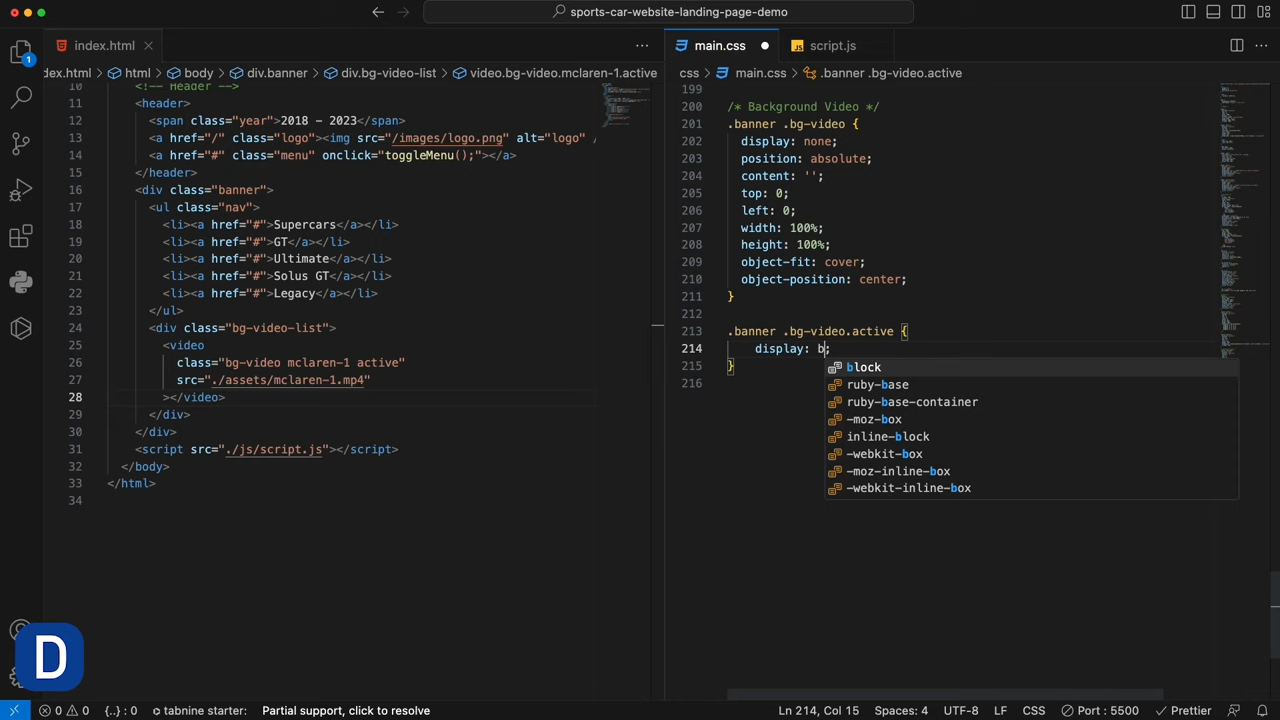 sports-car-website-landing-page-demo
index.html
main.css
script.js
dex.html > html > body > div.banner > div.bg-video-list > video.bg-video.mclaren-1.active
css > main.css > .banner .bg-video.active
1
10 <!-- Header -->
11 <header>
12 <span class="year">2018 – 2023</span>
13 <a href="/" class="logo"><img src="/images/logo.png" alt="logo" /
14 <a href="#" class="menu" onclick="toggleMenu();"></a>
15 </header>
16 <div class="banner">
17 <ul class="nav">
18 <li><a href="#">Supercars</a></li>
19 <li><a href="#">GT</a></li>
20 <li><a href="#">Ultimate</a></li>
21 <li><a href="#">Solus GT</a></li>
22 <li><a href="#">Legacy</a></li>
23 </ul>
24 <div class="bg-video-list">
25 <video
26 class="bg-video mclaren-1 active"
27 src="./assets/mclaren-1.mp4"
28 ></video>
29 </div>
30 </div>
31 <script src="./js/script.js"></script>
32 </body>
33 </html>
34
199
200 /* Background Video */
201 .banner .bg-video {
202 display: none;
203 position: absolute;
204 content: '';
205 top: 0;
206 left: 0;
207 width: 100%;
208 height: 100%;
209 object-fit: cover;
210 object-position: center;
211 }
212
213 .banner .bg-video.active {
214 display: b;
215 }
216
block
ruby-base
ruby-base-container
-moz-box
inline-block
-webkit-box
-moz-inline-box
-webkit-inline-box
D
0 0 {..} : 0 tabnine starter: Partial support, click to resolve
Ln 214, Col 15 Spaces: 4 UTF-8 LF CSS Port : 5500 Prettier